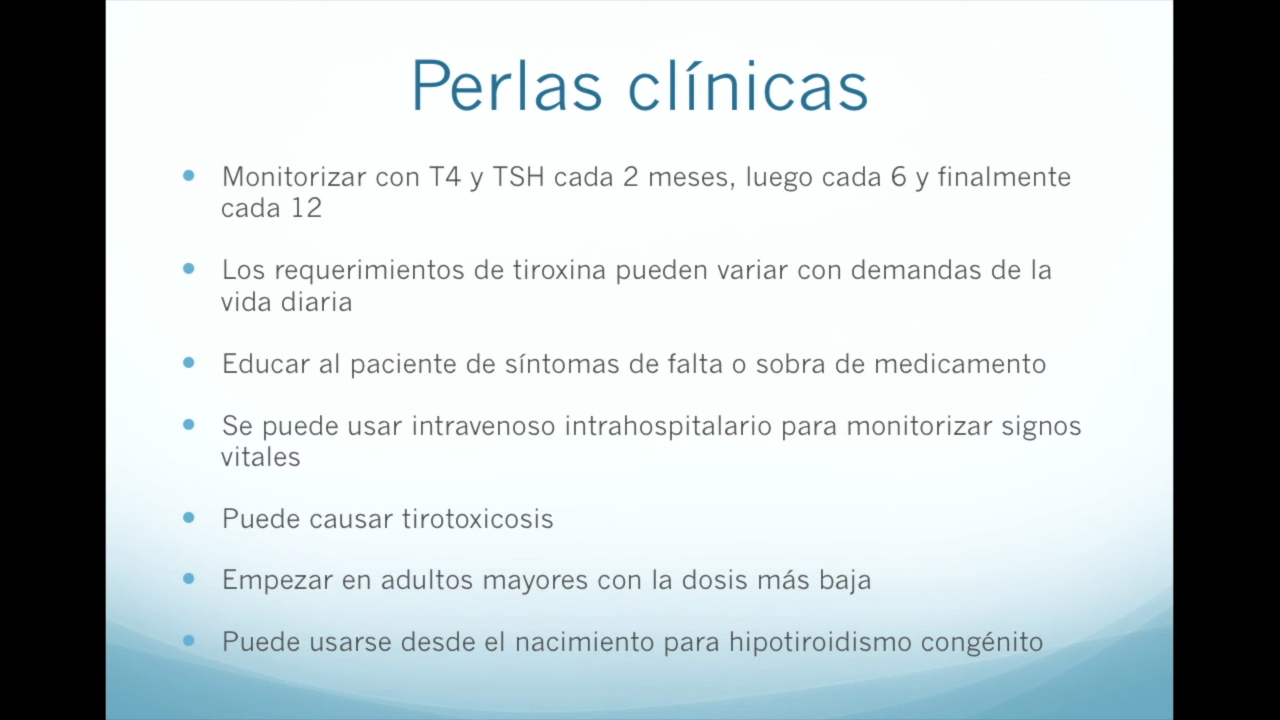 Perlas clínicas
• Monitorizar con T4 y TSH cada 2 meses, luego cada 6 y finalmente
cada 12
• Los requerimientos de tiroxina pueden variar con demandas de la
vida diaria
• Educar al paciente de síntomas de falta o sobra de medicamento
• Se puede usar intravenoso intrahospitalario para monitorizar signos
vitales
• Puede causar tirotoxicosis
• Empezar en adultos mayores con la dosis más baja
• Puede usarse desde el nacimiento para hipotiroidismo congénito